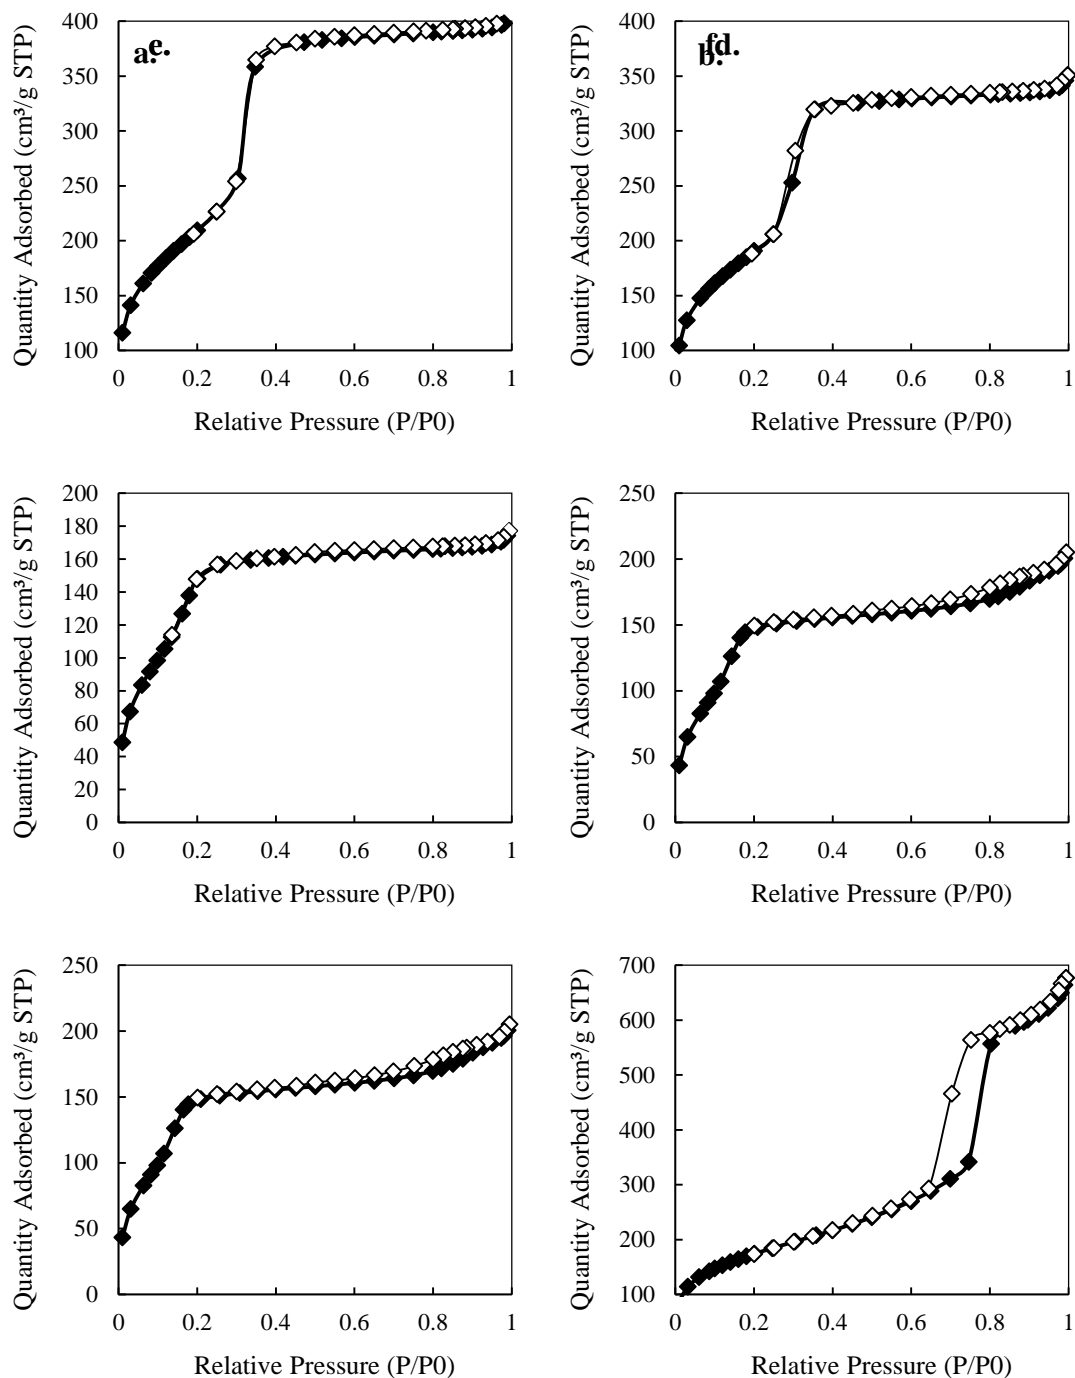 a.e.
b.fd.
400
350
300
250
200
150
100
0 0.2 0.4 0.6 0.8 1
Quantity Adsorbed (cm³/g STP)
Relative Pressure (P/P0)
400
350
300
250
200
150
100
0 0.2 0.4 0.6 0.8 1
Quantity Adsorbed (cm³/g STP)
Relative Pressure (P/P0)
200
180
160
140
120
100
80
60
40
20
0
0 0.2 0.4 0.6 0.8 1
Quantity Adsorbed (cm³/g STP)
Relative Pressure (P/P0)
250
200
150
100
50
0
0 0.2 0.4 0.6 0.8 1
Quantity Adsorbed (cm³/g STP)
Relative Pressure (P/P0)
250
200
150
100
50
0
0 0.2 0.4 0.6 0.8 1
Quantity Adsorbed (cm³/g STP)
Relative Pressure (P/P0)
700
600
500
400
300
200
100
0 0.2 0.4 0.6 0.8 1
Quantity Adsorbed (cm³/g STP)
Relative Pressure (P/P0)